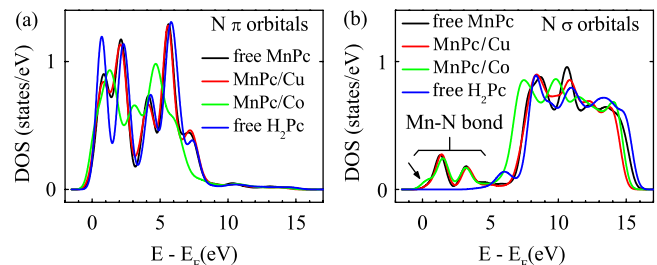 (a)
N π orbitals
free MnPc
MnPc/Cu
MnPc/Co
free H₂Pc
DOS (states/eV)
1
0
0 5 10 15
E - E_F(eV)
(b)
N σ orbitals
free MnPc
MnPc/Cu
MnPc/Co
free H₂Pc
Mn-N bond
DOS (states/eV)
1
0
0 5 10 15
E - E_F(eV)